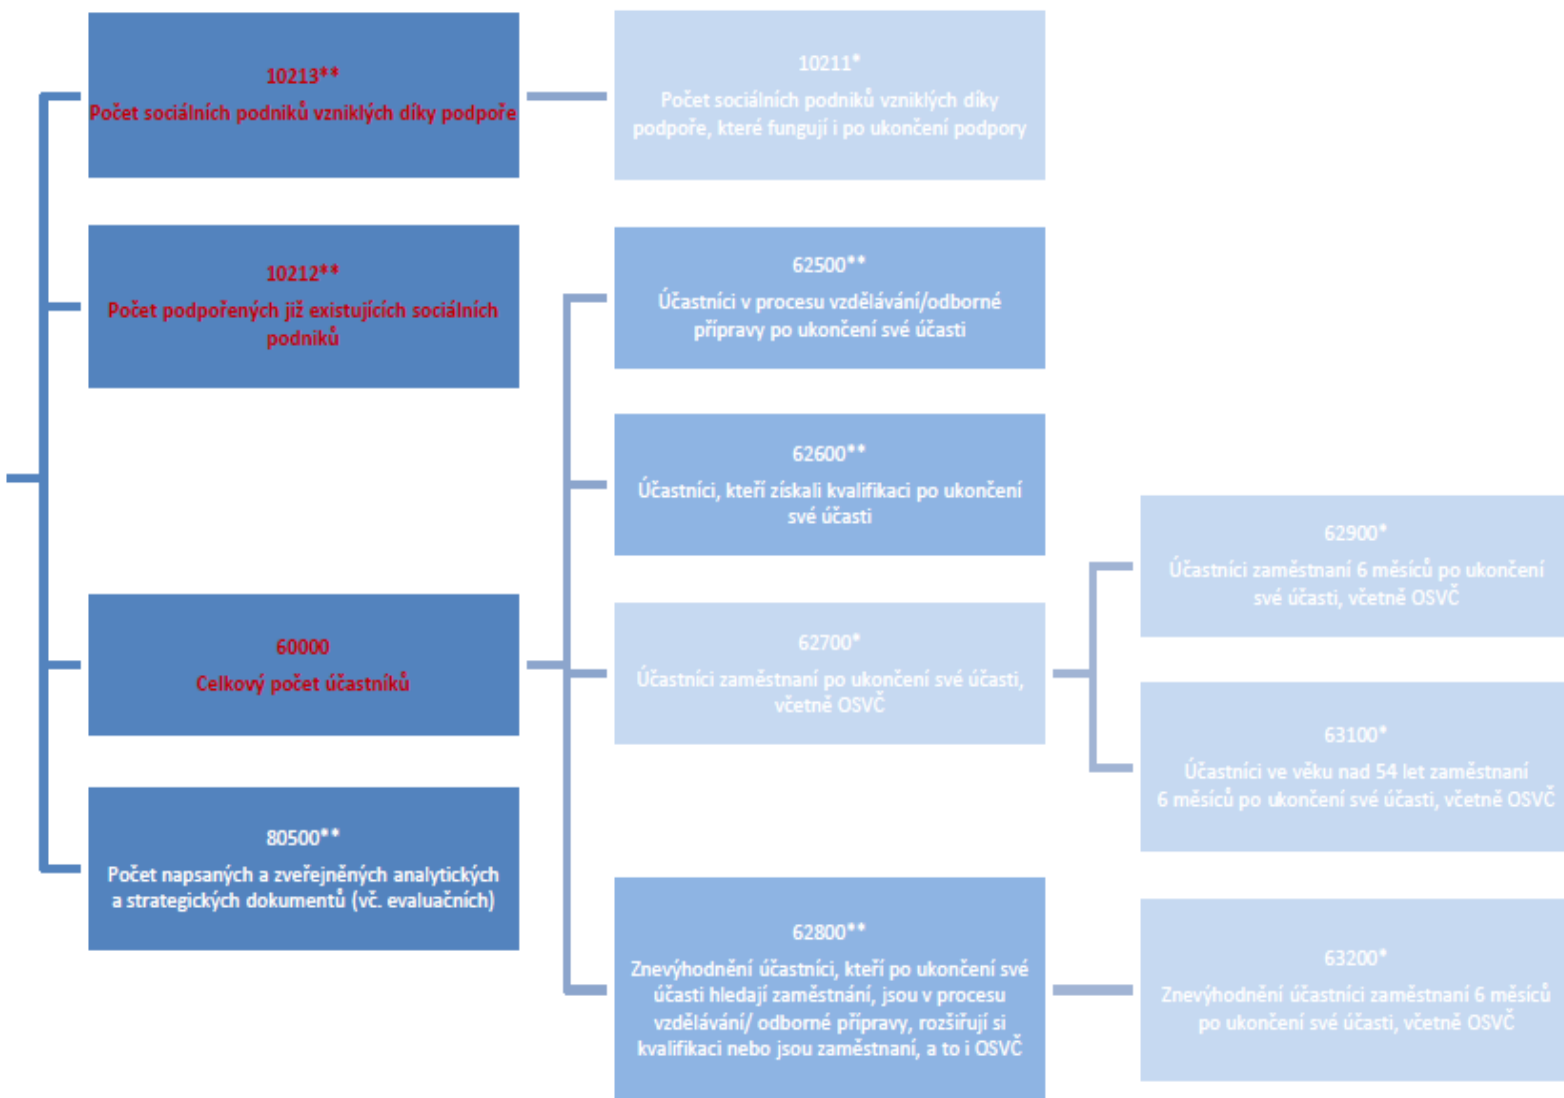 10213**
Počet sociálních podniků vzniklých díky podpoře
10211*
Počet sociálních podniků vzniklých díky
podpoře, které fungují i po ukončení podpory
10212**
Počet podpořených již existujících sociálních
podniků
62500**
Účastníci v procesu vzdělávání/odborné
přípravy po ukončení své účasti
62600**
Účastníci, kteří získali kvalifikaci po ukončení
své účasti
60000
Celkový počet účastníků
62700*
Účastníci zaměstnaní po ukončení své účasti,
včetně OSVČ
62900*
Účastníci zaměstnaní 6 měsíců po ukončení
své účasti, včetně OSVČ
63100*
Účastníci ve věku nad 54 let zaměstnaní
6 měsíců po ukončení své účasti, včetně OSVČ
80500**
Počet napsaných a zveřejněných analytických
a strategických dokumentů (vč. evaluačních)
62800**
Znevýhodnění účastníci, kteří po ukončení své
účasti hledají zaměstnání, jsou v procesu
vzdělávání/ odborné přípravy, rozšiřují si
kvalifikaci nebo jsou zaměstnaní, a to i OSVČ
63200*
Znevýhodnění účastníci zaměstnaní 6 měsíců
po ukončení své účasti, včetně OSVČ